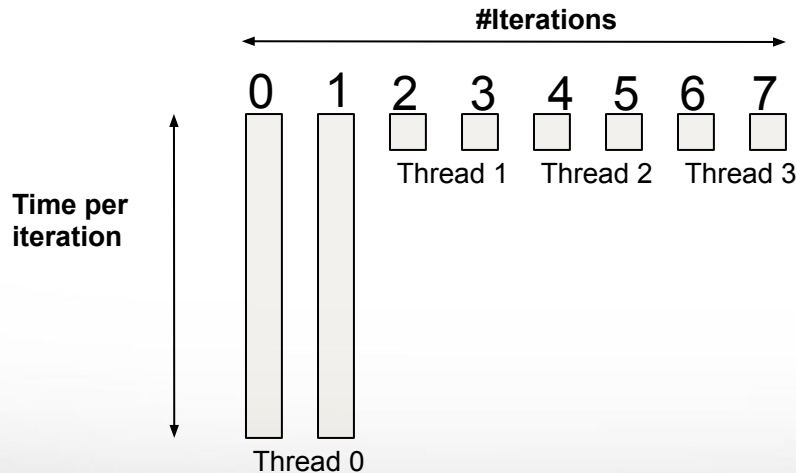 #Iterations
0 1 2 3 4 5 6 7
Thread 1 Thread 2 Thread 3
Time per
iteration
Thread 0